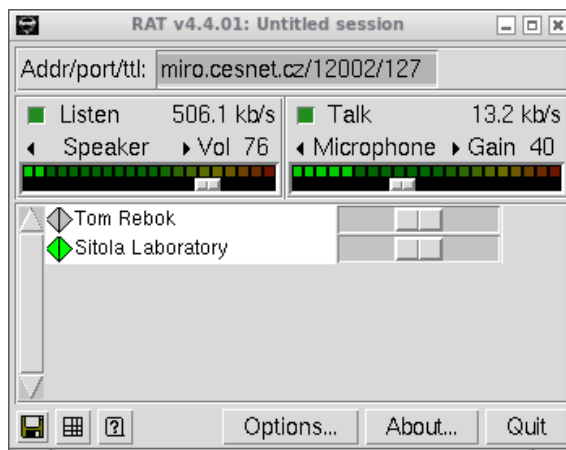 RAT v4.4.01: Untitled session
Addr/port/ttl: miro.cesnet.cz/12002/127
Listen 506.1 kb/s Talk 13.2 kb/s
Speaker Vol 76 Microphone Gain 40
Tom Rebok
Sitola Laboratory
Options... About... Quit